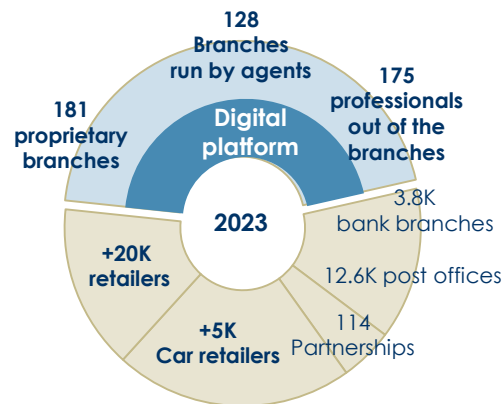 128
Branches
run by agents
175
professionals
out of the
branches
181
proprietary
branches
Digital
platform
2023
3.8K
bank branches
12.6K post offices
114
Partnerships
+5K
Car retailers
+20K
retailers